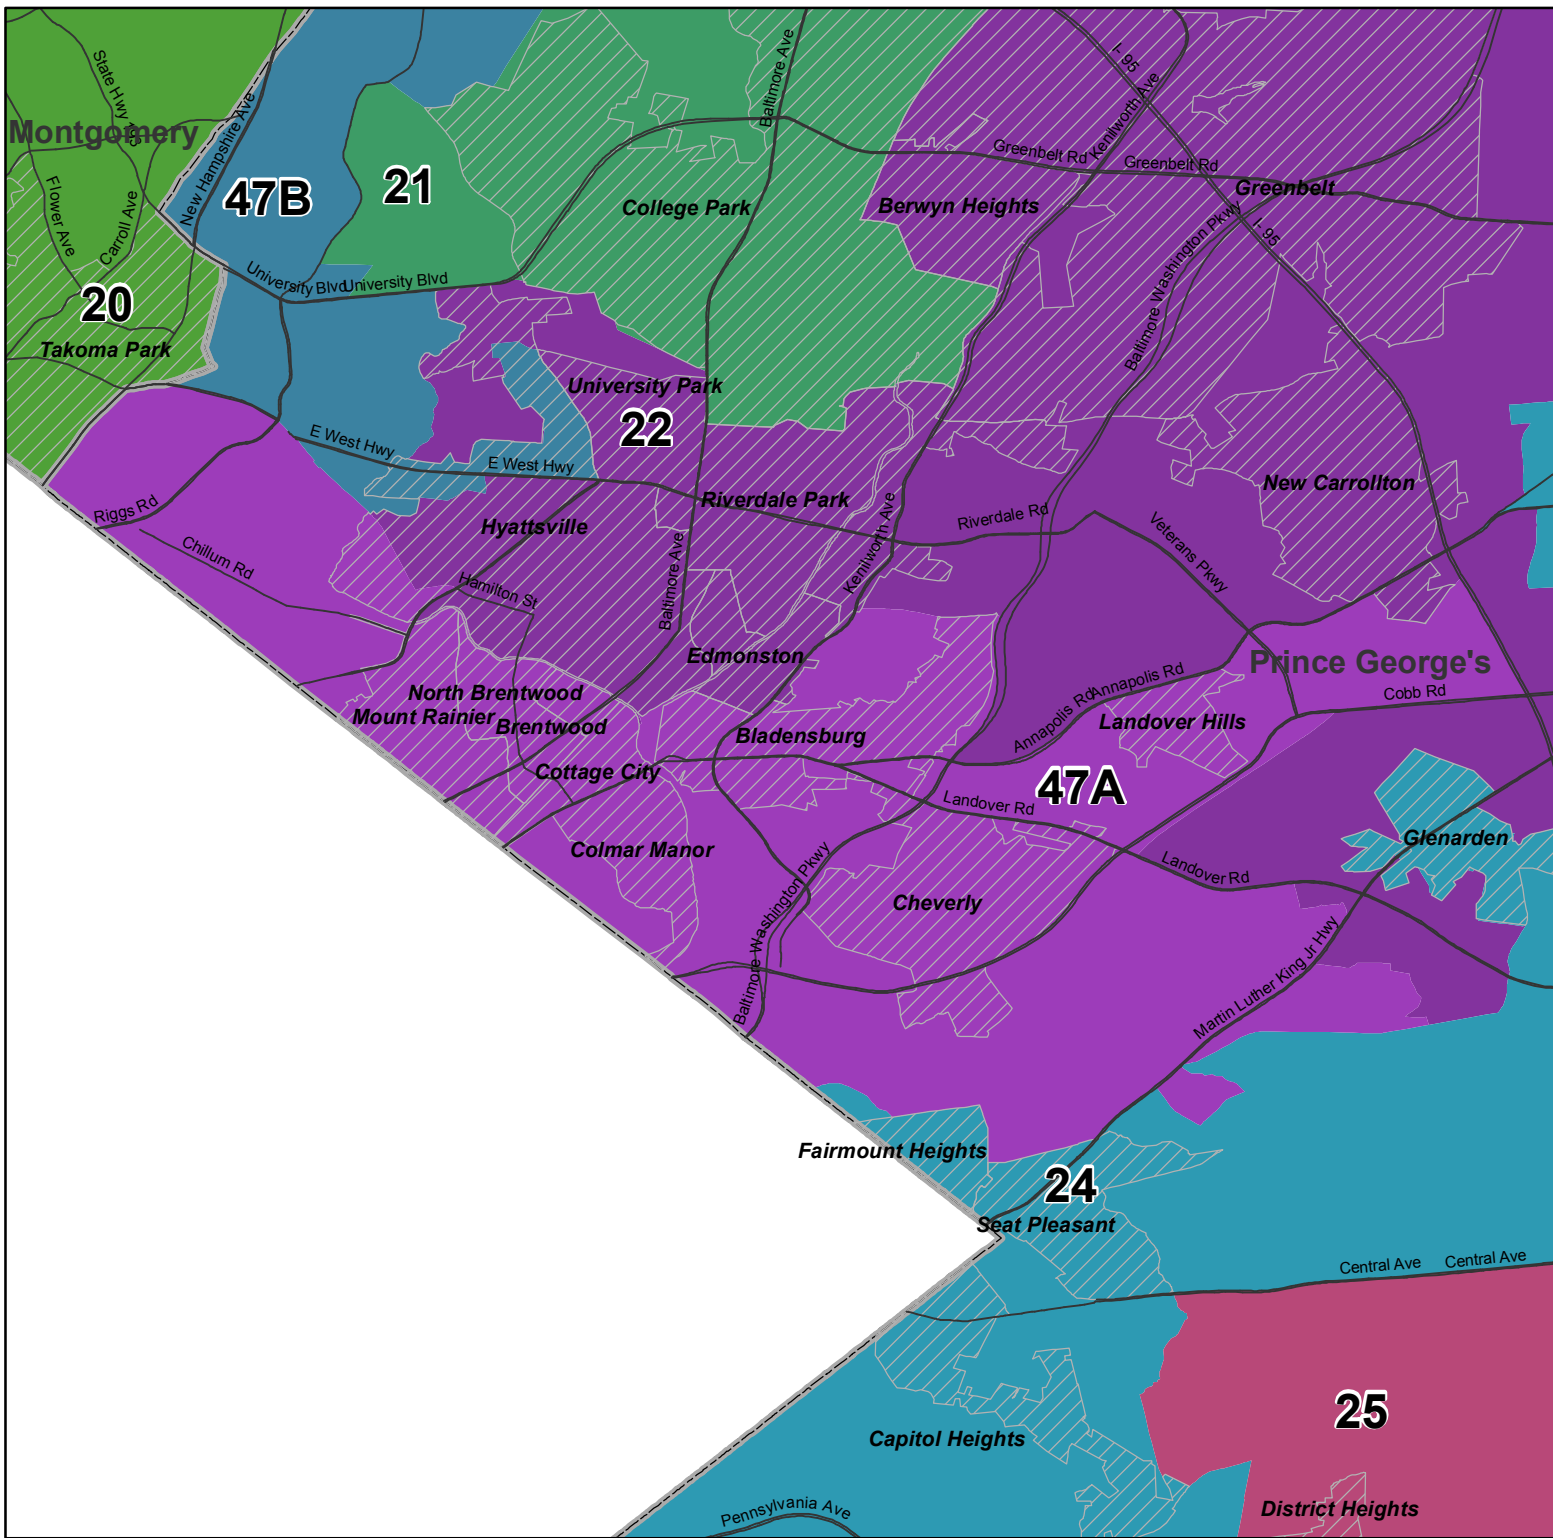 State Hwy 195
Montgomery
New Hampshire Ave
47B
21
Baltimore Ave
I- 95
Kenilworth Ave
Greenbelt Rd
Greenbelt Rd
Greenbelt
College Park
Berwyn Heights
Flower Ave
Carroll Ave
I- 95
Baltimore Washington Pkwy
University Blvd
University Blvd
20
Takoma Park
University Park
22
E West Hwy
E West Hwy
New Carrollton
Riverdale Park
Riggs Rd
Hyattsville
Riverdale Rd
Veterans Pkwy
Chillum Rd
Hamilton St
Baltimore Ave
Kenilworth Ave
Edmonston
Prince George's
North Brentwood
Annapolis Rd
Cobb Rd
Mount Rainier
Brentwood
Annapolis Rd
Landover Hills
Bladensburg
Cottage City
47A
Landover Rd
Glenarden
Colmar Manor
Landover Rd
Baltimore Washington Pkwy
Cheverly
Martin Luther King Jr Hwy
Fairmount Heights
24
Seat Pleasant
Central Ave
Central Ave
25
Capitol Heights
District Heights
Pennsylvania Ave